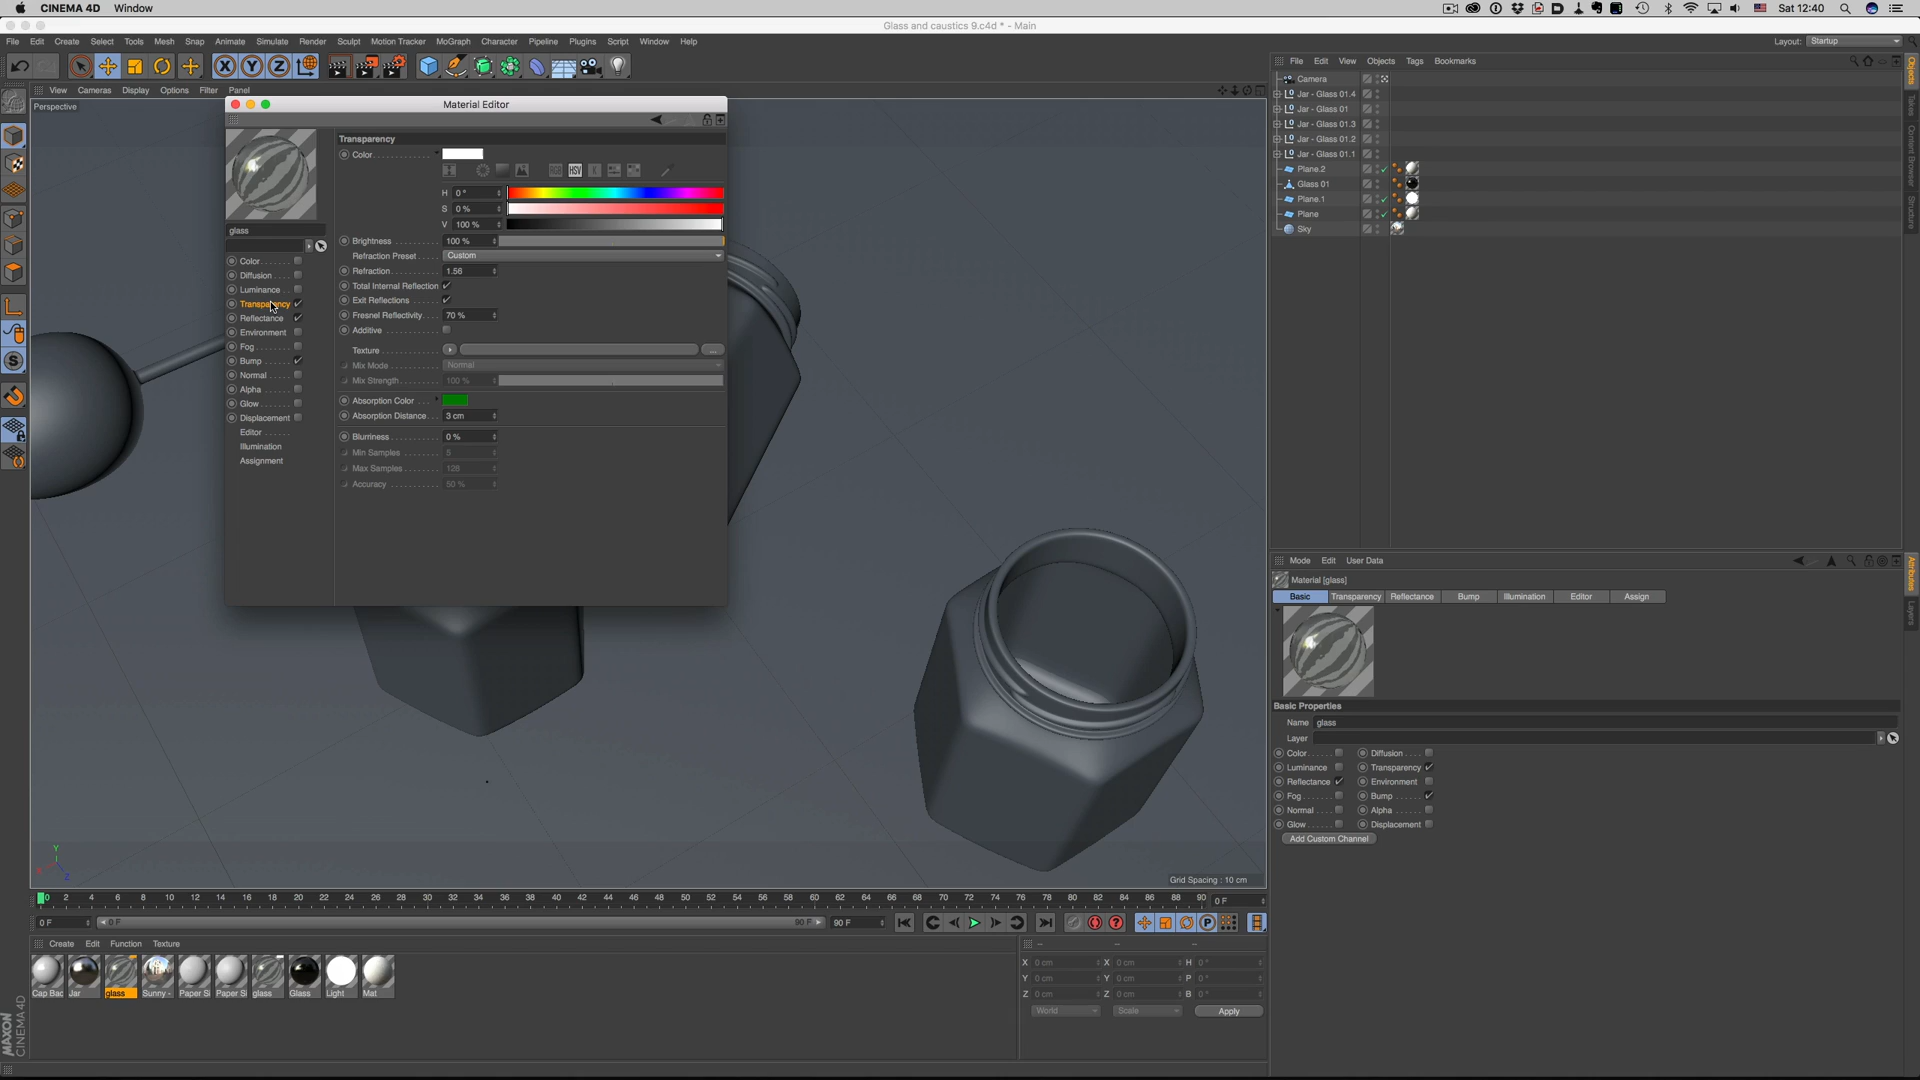 CINEMA 4D Window
Sat 12:40
Glass and caustics 9.c4d * - Main
File Edit Create Select Tools Mesh Snap Animate Simulate Render Sculpt Motion Tracker MoGraph Character Pipeline Plugins Script Window Help
Layout: Startup
View Cameras Display Options Filter Panel
Perspective
Material Editor
Transparency
Color
H 0 °
S 0 %
V 100 %
Brightness 100 %
Refraction Preset Custom
Refraction 1.56
Total Internal Reflection
Exit Reflections
Fresnel Reflectivity 70 %
Additive
Texture
Mix Mode Normal
Mix Strength 100 %
Absorption Color
Absorption Distance 3 cm
Blurriness 0 %
Min Samples 5
Max Samples 128
Accuracy 50 %
glass
Color
Diffusion
Luminance
Transparency
Reflectance
Environment
Fog
Bump
Normal
Alpha
Glow
Displacement
Editor
Illumination
Assignment
Grid Spacing : 10 cm
Y
Z
File Edit View Objects Tags Bookmarks
Camera
Jar - Glass 01.4
Jar - Glass 01
Jar - Glass 01.3
Jar - Glass 01.2
Jar - Glass 01.1
Plane.2
Glass 01
Plane.1
Plane
Sky
Objects
Takes
Content Browser
Structure
Mode Edit User Data
Material [glass]
Basic Transparency Reflectance Bump Illumination Editor Assign
Basic Properties
Name glass
Layer
Color Diffusion
Luminance Transparency
Reflectance Environment
Fog Bump
Normal Alpha
Glow Displacement
Add Custom Channel
Attributes
Layers
0 2 4 6 8 10 12 14 16 18 20 22 24 26 28 30 32 34 36 38 40 42 44 46 48 50 52 54 56 58 60 62 64 66 68 70 72 74 76 78 80 82 84 86 88 90 0 F
0 F 0 F 90 F 90 F
Create Edit Function Texture
Cap Bac Jar glass Sunny - Paper Si Paper Si glass Glass Light Mat
X 0 cm X 0 cm H 0 °
Y 0 cm Y 0 cm P 0 °
Z 0 cm Z 0 cm B 0 °
World Scale Apply
MAXON
CINEMA 4D